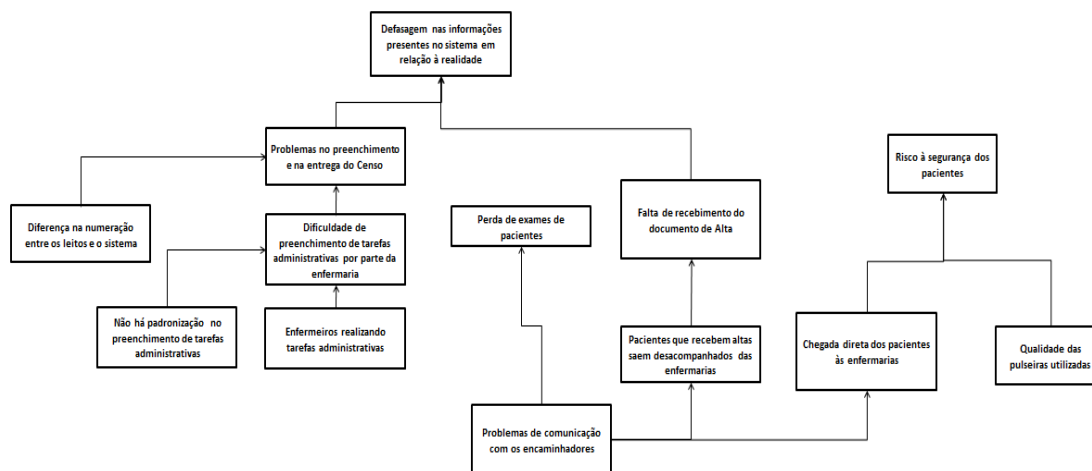 Defasagem nas informações
presentes no sistema em
relação à realidade
Problemas no preenchimento
e na entrega do Censo
Risco à segurança dos
pacientes
Diferença na numeração
entre os leitos e o sistema
Dificuldade de
preenchimento de tarefas
administrativas por parte da
enfermaria
Perda de exames de
pacientes
Falta de recebimento do
documento de Alta
Não há padronização no
preenchimento de tarefas
administrativas
Enfermeiros realizando
tarefas administrativas
Pacientes que recebem altas
saem desacompanhados das
enfermarias
Chegada direta dos pacientes
às enfermarias
Qualidade das
pulseiras utilizadas
Problemas de comunicação
com os encaminhadores